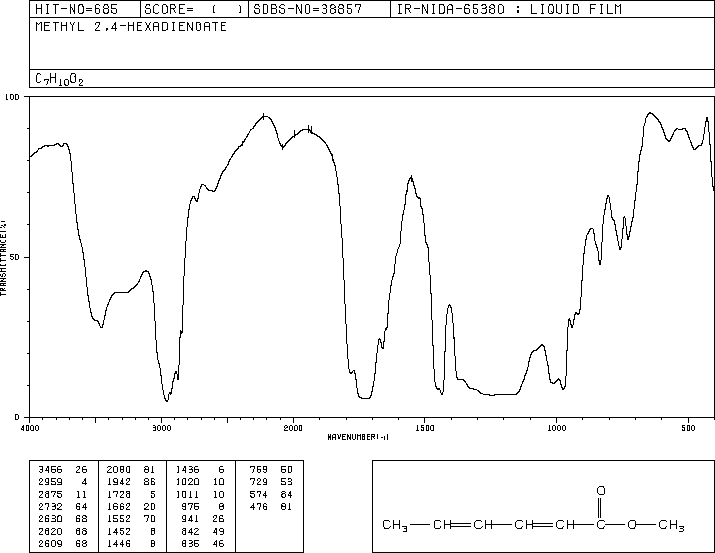 HIT-NO=685 SCORE= ( ) SDBS-NO=38857 IR-NIDA-65380 : LIQUID FILM
METHYL 2,4-HEXADIENOATE
C7H10O2
100
50
0
TRANSMITTANCE(%)
4000 3000 2000 1500 1000 500
WAVENUMBER(-1)
3456 26 2080 81 1436 6 769 50
2959 4 1942 86 1020 10 729 53
2875 11 1728 5 1011 10 574 84
2732 64 1662 20 975 8 476 81
2630 68 1552 70 941 26
2620 68 1452 8 842 49
2609 68 1446 8 835 46
O
CH3 CH CH CH CH C O CH3